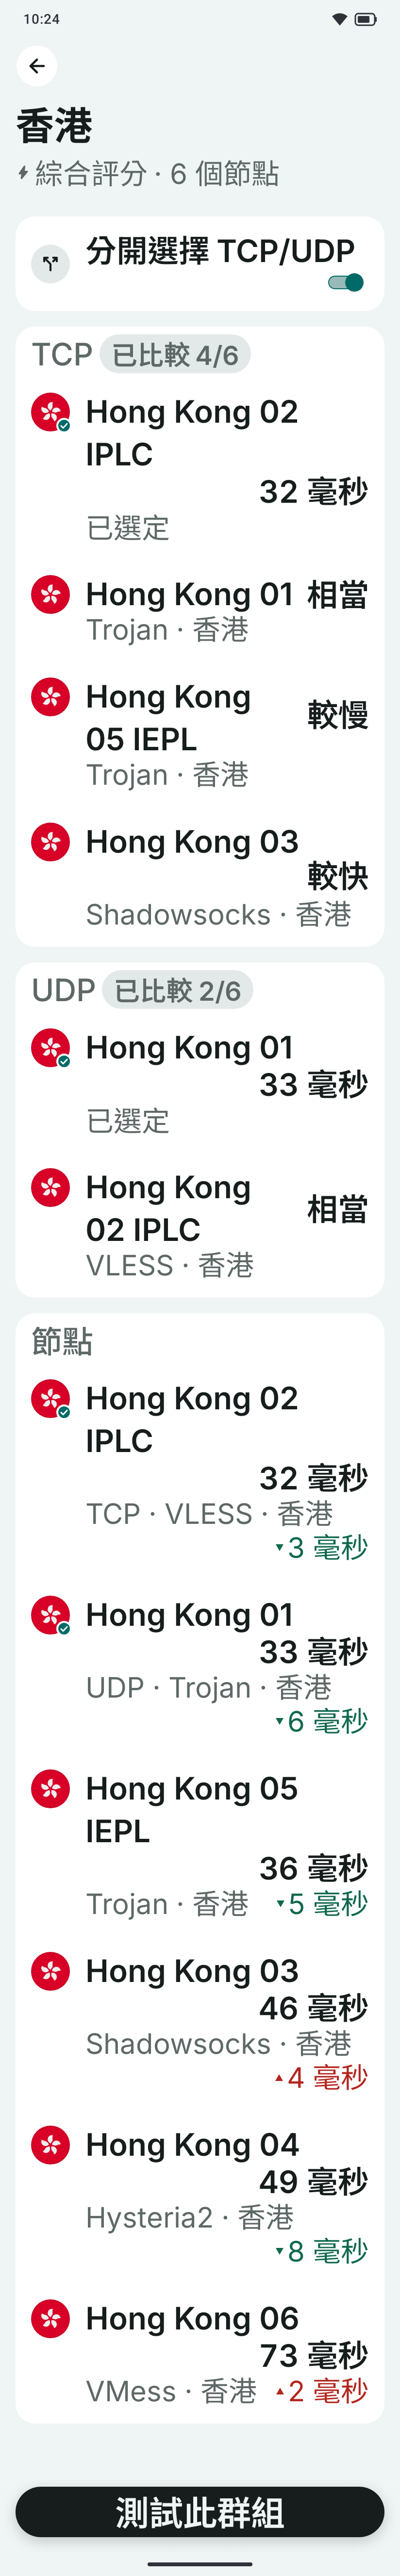 10:24
香港
綜合評分 · 6 個節點
分開選擇 TCP/UDP
TCP 已比較 4/6
Hong Kong 02
IPLC
32 毫秒
已選定
Hong Kong 01 相當
Trojan · 香港
Hong Kong
05 IEPL
較慢
Trojan · 香港
Hong Kong 03
較快
Shadowsocks · 香港
UDP 已比較 2/6
Hong Kong 01
33 毫秒
已選定
Hong Kong
02 IPLC
相當
VLESS · 香港
節點
Hong Kong 02
IPLC
32 毫秒
TCP · VLESS · 香港
▾3 毫秒
Hong Kong 01
33 毫秒
UDP · Trojan · 香港
▾6 毫秒
Hong Kong 05
IEPL
36 毫秒
Trojan · 香港 ▾5 毫秒
Hong Kong 03
46 毫秒
Shadowsocks · 香港
▴4 毫秒
Hong Kong 04
49 毫秒
Hysteria2 · 香港
▾8 毫秒
Hong Kong 06
73 毫秒
VMess · 香港 ▴2 毫秒
測試此群組